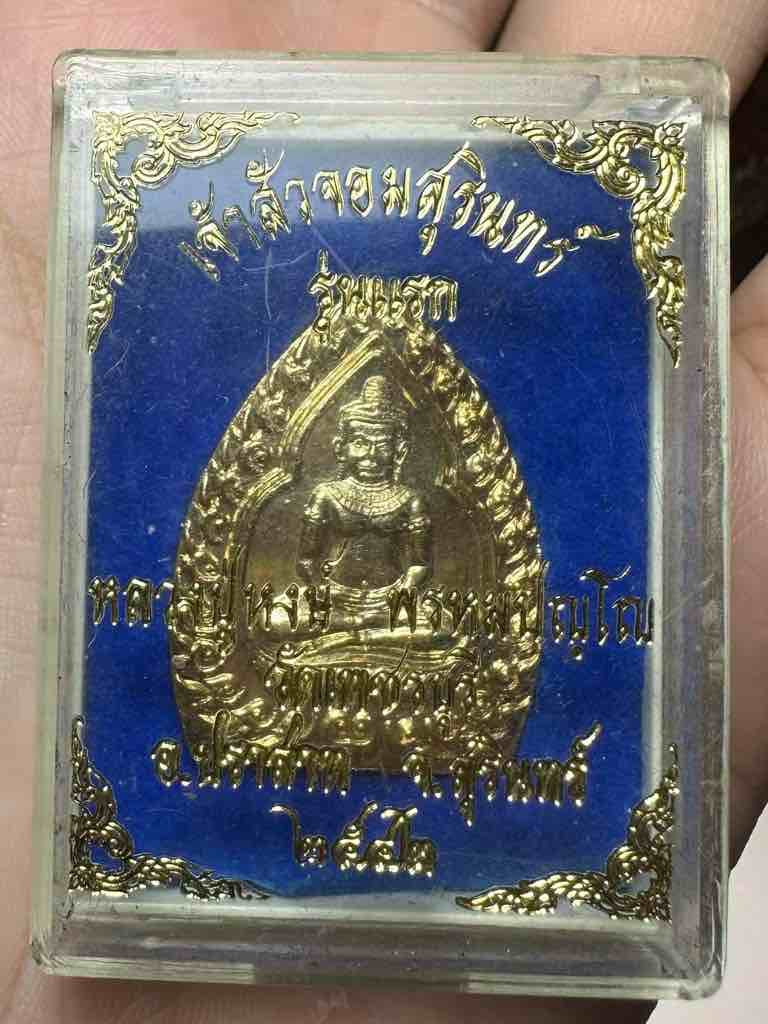 เจ้าสัวจอมสุรินทร์
รุ่นแรก
หลวงปู่หงษ์ พรหมปัญโญ
วัดเพชรบุรี
อ.ปราสาท จ.สุรินทร์
๒๕๔๒